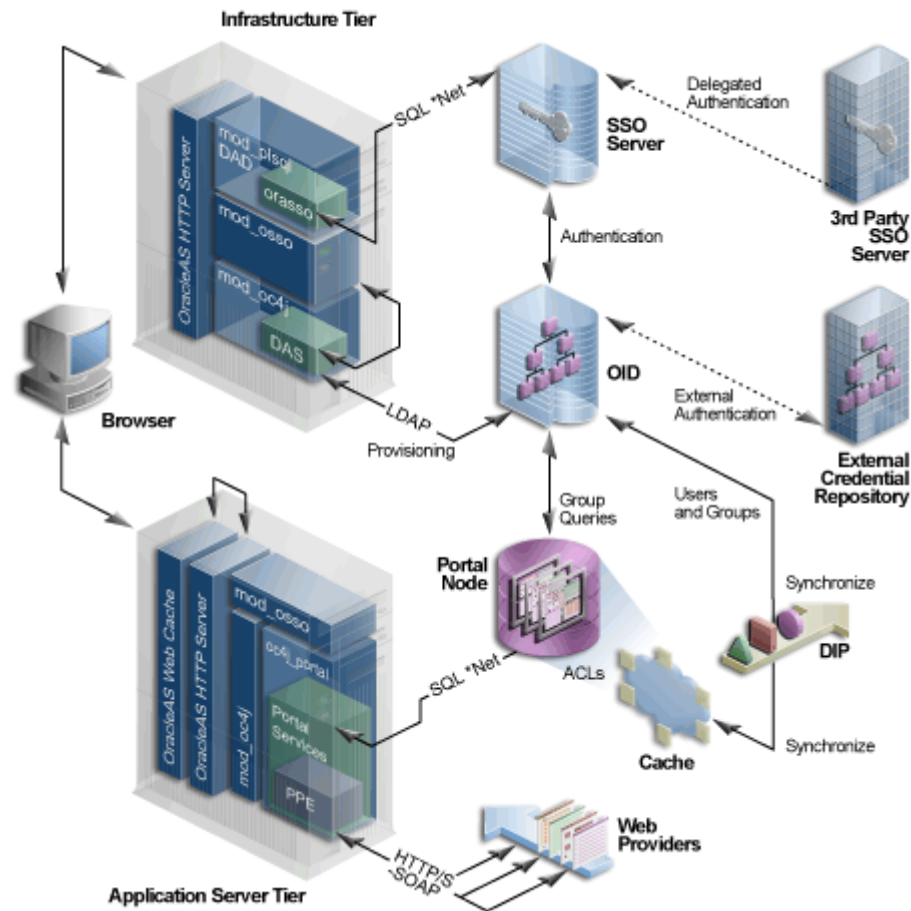 Infrastructure Tier
OracleAS HTTP Server
mod_plsql
DAD
orasso
mod_osso
mod_oc4j
DAS
SQL *Net
SSO
Server
Delegated
Authentication
3rd Party
SSO
Server
Authentication
OID
External
Authentication
External
Credential
Repository
Browser
LDAP
Provisioning
Group
Queries
Users
and Groups
Portal
Node
Synchronize
DIP
ACLs
Cache
Synchronize
OracleAS Web Cache
OracleAS HTTP Server
mod_oc4j
mod_osso
oc4j_portal
Portal
Services
PPE
SQL *Net
HTTP/S
-SOAP
Web
Providers
Application Server Tier